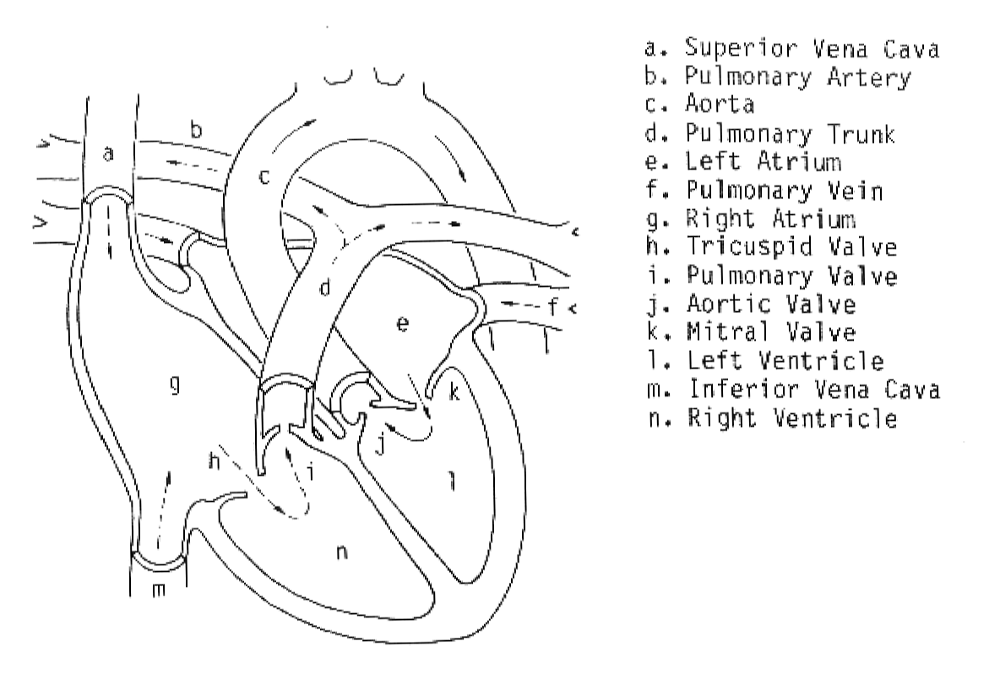 a. Superior Vena Cava
b. Pulmonary Artery
c. Aorta
d. Pulmonary Trunk
e. Left Atrium
f. Pulmonary Vein
g. Right Atrium
h. Tricuspid Valve
i. Pulmonary Valve
j. Aortic Valve
k. Mitral Valve
l. Left Ventricle
m. Inferior Vena Cava
n. Right Ventricle
b
a
c
d
f
e
g
k
j
h
i
l
n
m